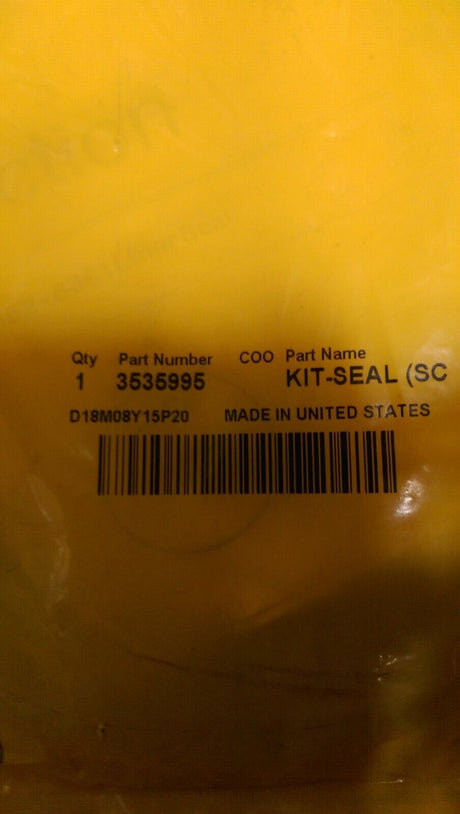 Qty Part Number COO Part Name
1 3535995 KIT-SEAL (SC
D18M08Y15P20 MADE IN UNITED STATES